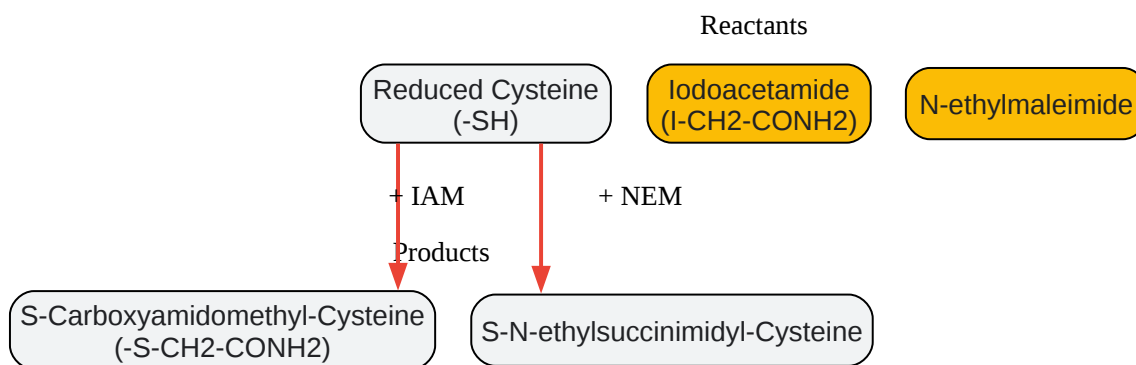 Reactants
Reduced Cysteine
(-SH)
Iodoacetamide
(I-CH2-CONH2)
N-ethylmaleimide
+ IAM
+ NEM
Products
S-Carboxyamidomethyl-Cysteine
(-S-CH2-CONH2)
S-N-ethylsuccinimidyl-Cysteine